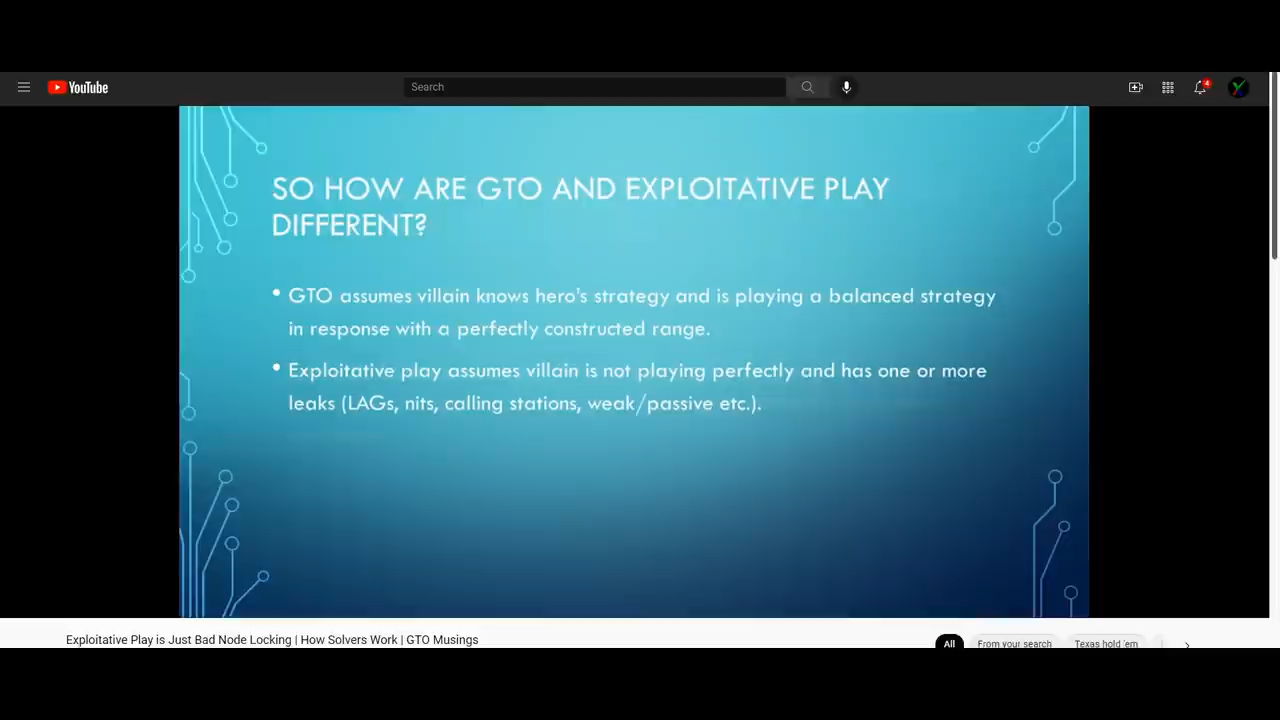 YouTube
Search
4
SO HOW ARE GTO AND EXPLOITATIVE PLAY
DIFFERENT?
• GTO assumes villain knows hero's strategy and is playing a balanced strategy
in response with a perfectly constructed range.
• Exploitative play assumes villain is not playing perfectly and has one or more
leaks (LAGs, nits, calling stations, weak/passive etc.).
Exploitative Play is Just Bad Node Locking | How Solvers Work | GTO Musings
All From your search Texas hold 'em